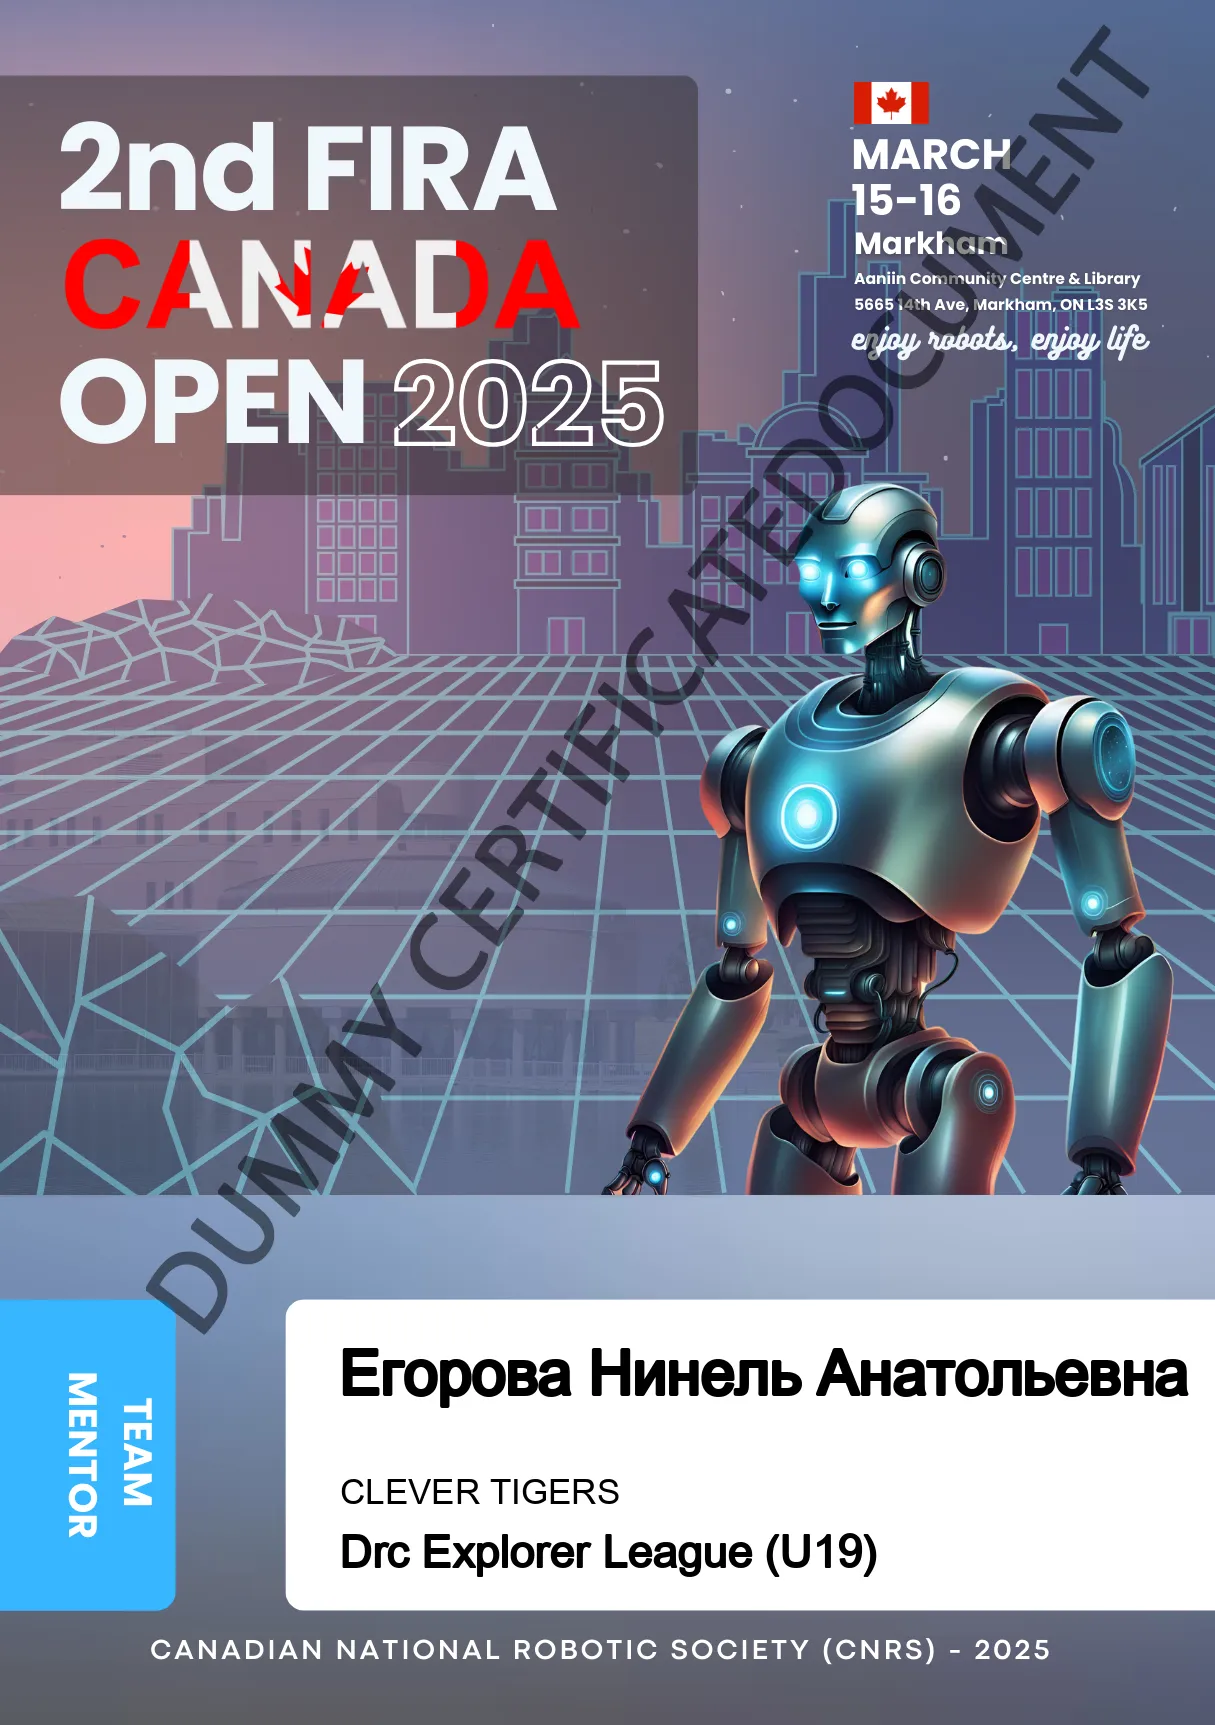 2nd FIRA
CANADA
OPEN 2025
MARCH
15-16
Markham
Aaniin Community Centre & Library
5665 14th Ave, Markham, ON L3S 3K5
enjoy robots, enjoy life
DUMMY CERTIFICATEDOCUMENT
TEAM
MENTOR
Егорова Нинель Анатольевна
CLEVER TIGERS
Drc Explorer League (U19)
CANADIAN NATIONAL ROBOTIC SOCIETY (CNRS) - 2025